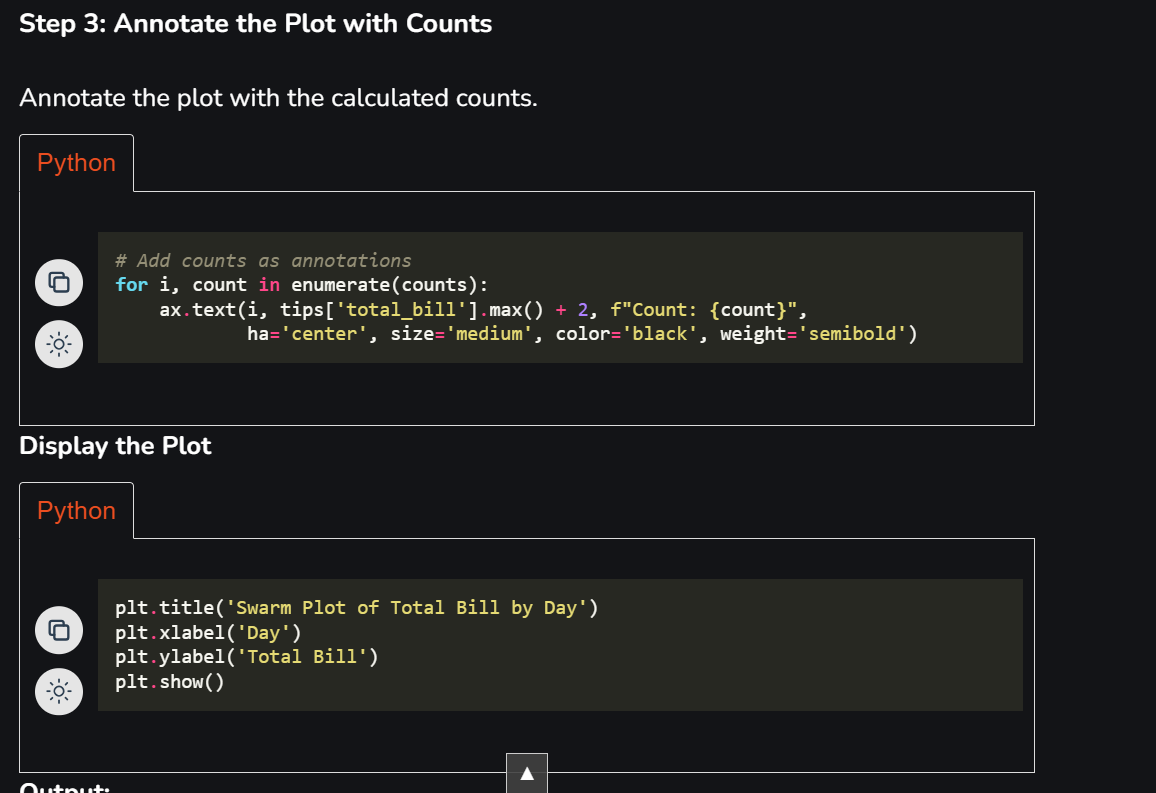 Step 3: Annotate the Plot with Counts
Annotate the plot with the calculated counts.
Python
# Add counts as annotations
for i, count in enumerate(counts):
    ax.text(i, tips['total_bill'].max() + 2, f"Count: {count}",
            ha='center', size='medium', color='black', weight='semibold')
Display the Plot
Python
plt.title('Swarm Plot of Total Bill by Day')
plt.xlabel('Day')
plt.ylabel('Total Bill')
plt.show()
Output: